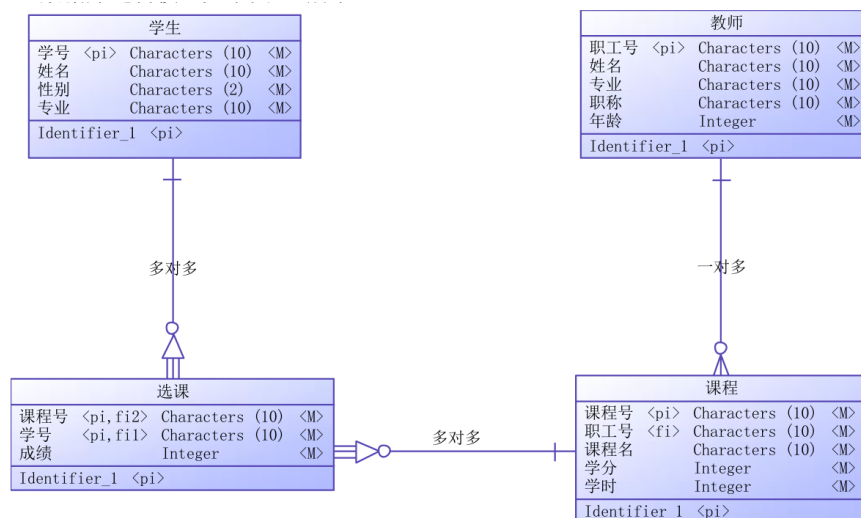 学生
学号 <pi> Characters (10) <M>
姓名 Characters (10) <M>
性别 Characters (2) <M>
专业 Characters (10) <M>
Identifier_1 <pi>
教师
职工号 <pi> Characters (10) <M>
姓名 Characters (10) <M>
专业 Characters (10) <M>
职称 Characters (10) <M>
年龄 Integer <M>
Identifier_1 <pi>
多对多
一对多
选课
课程号 <pi,fi2> Characters (10) <M>
学号 <pi,fi1> Characters (10) <M>
成绩 Integer <M>
Identifier_1 <pi>
多对多
课程
课程号 <pi> Characters (10) <M>
职工号 <fi> Characters (10) <M>
课程名 Characters (10) <M>
学分 Integer <M>
学时 Integer <M>
Identifier_1 <pi>